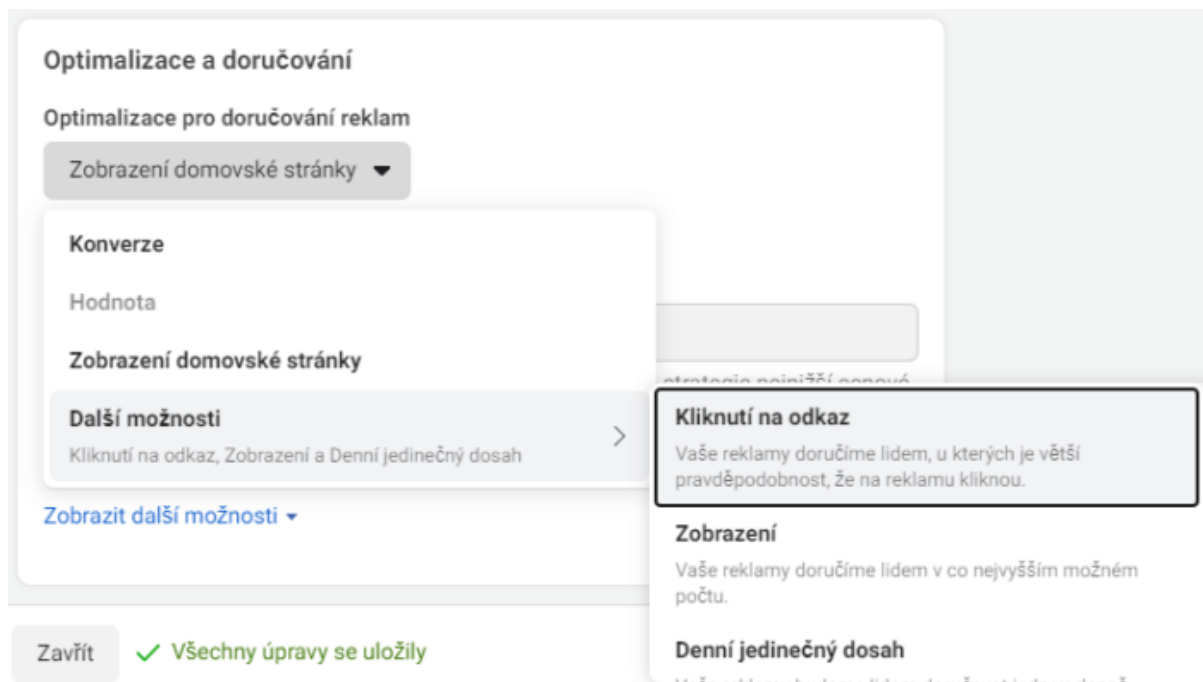 Optimalizace a doručování
Optimalizace pro doručování reklam
Zobrazení domovské stránky
Konverze
Hodnota
Zobrazení domovské stránky
Další možnosti
Kliknutí na odkaz, Zobrazení a Denní jedinečný dosah
Zobrazit další možnosti
strategie nejnižší cenové
Kliknutí na odkaz
Vaše reklamy doručíme lidem, u kterých je větší
pravděpodobnost, že na reklamu kliknou.
Zobrazení
Vaše reklamy doručíme lidem v co nejvyšším možném
počtu.
Denní jedinečný dosah
Zavřít
Všechny úpravy se uložily